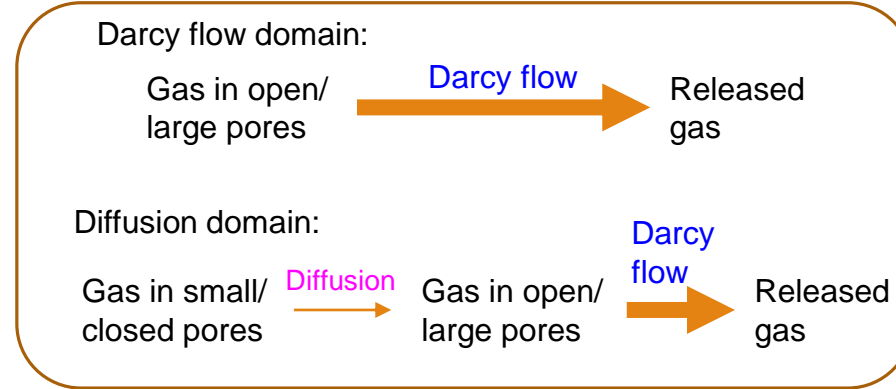 Darcy flow domain:
Gas in open/ Darcy flow Released
large pores gas
Diffusion domain:
Darcy
flow
Gas in small/ Diffusion Gas in open/ Released
closed pores large pores gas